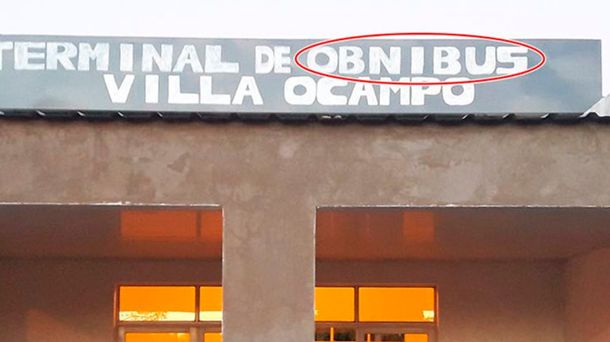 TERMINAL DE OBNIBUS
VILLA OCAMPO